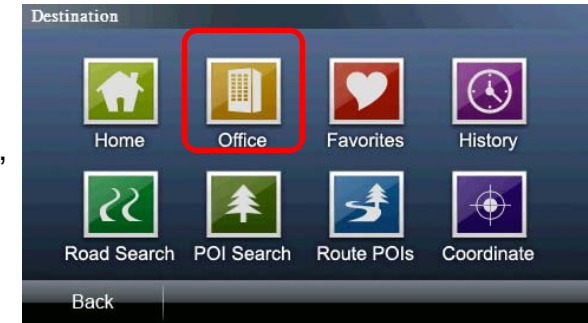 Destination
Home Office Favorites History
,
Road Search POI Search Route POIs Coordinate
Back